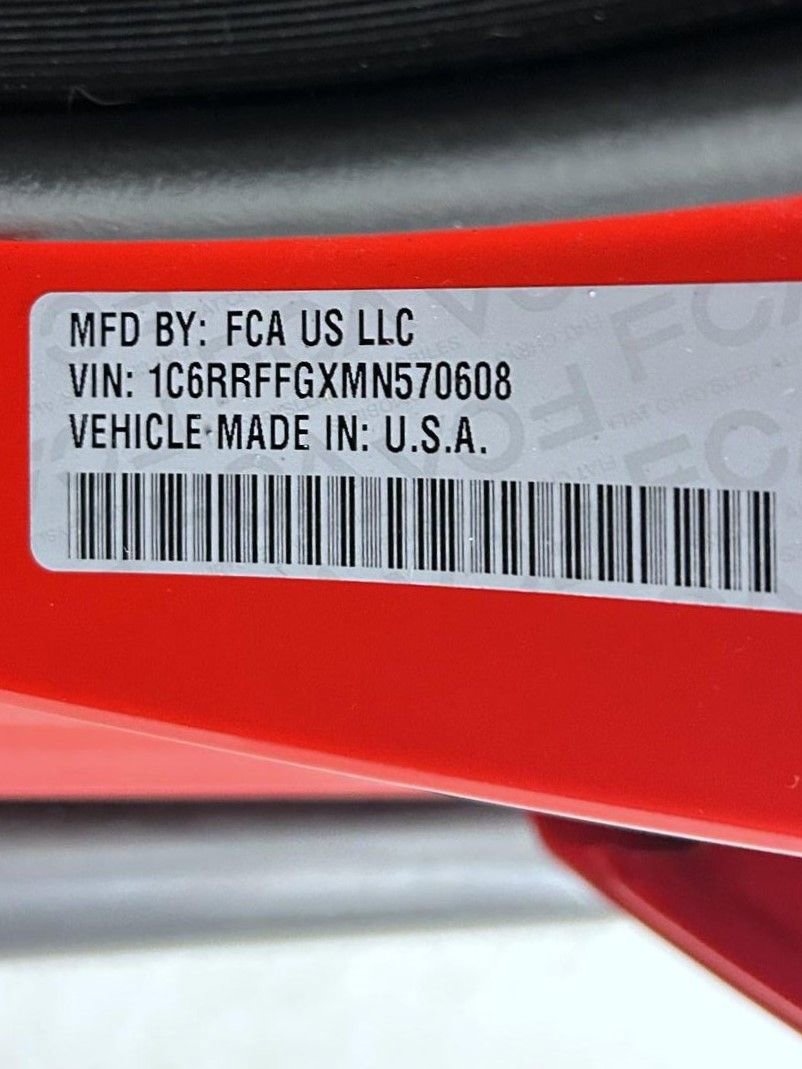 MFD BY: FCA US LLC
VIN: 1C6RRFFGXMN570608
VEHICLE MADE IN: U.S.A.